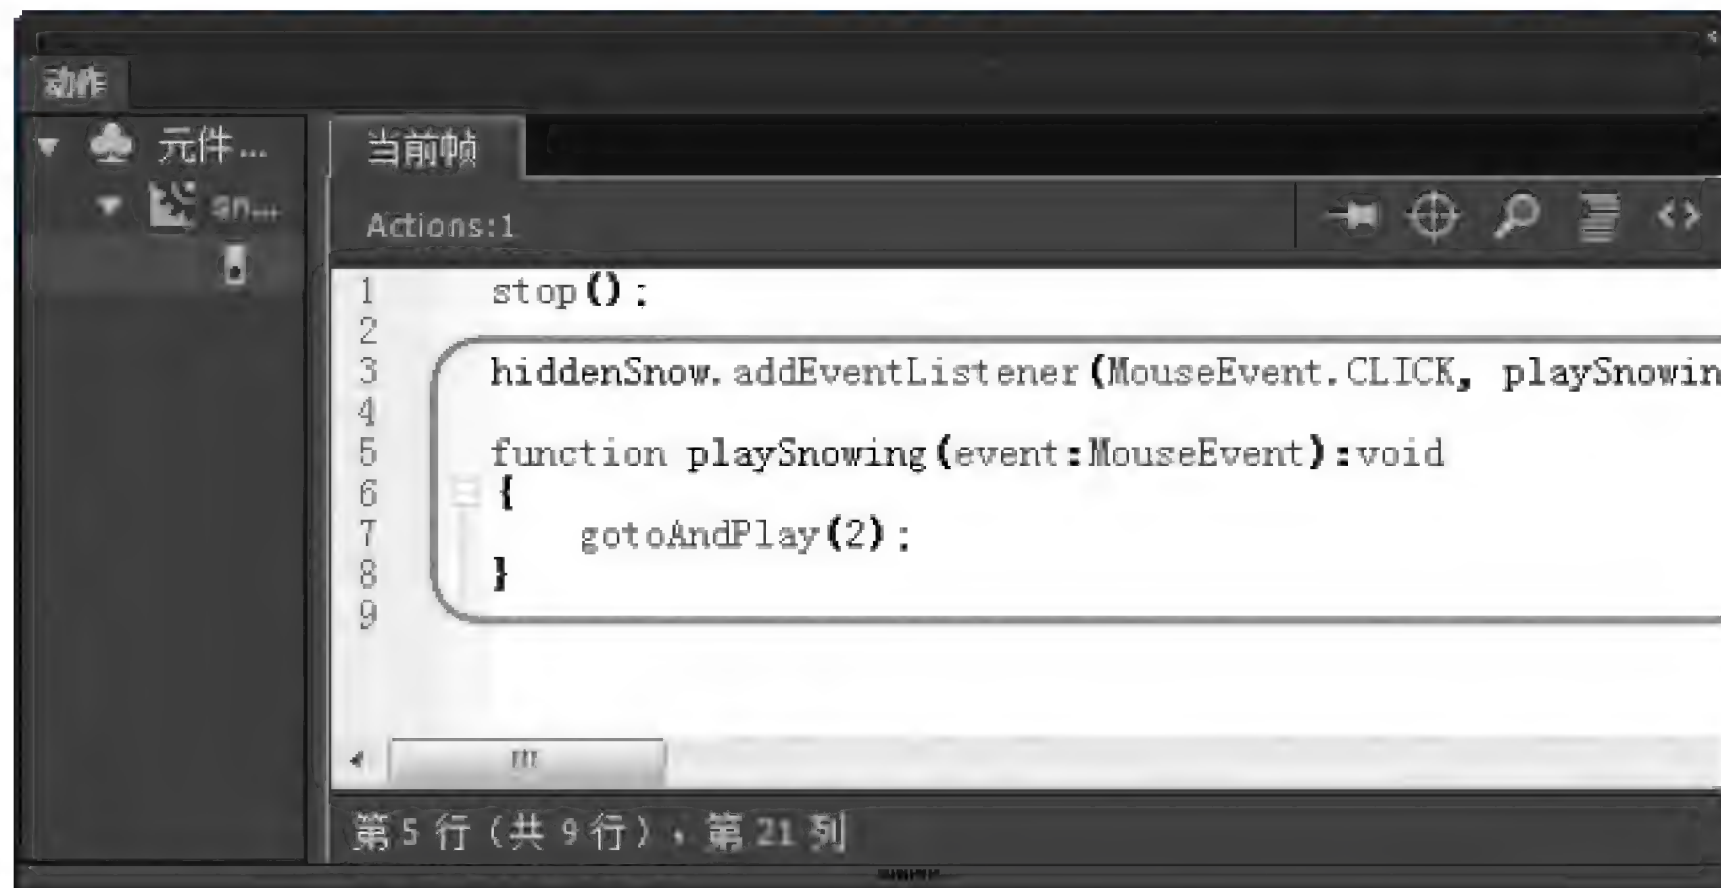 动作
元件...
sn...
当前帧
Actions:1
1 stop();
2
3 hiddenSnow.addEventListener(MouseEvent.CLICK, playSnowin
4
5 function playSnowing(event:MouseEvent):void
6 {
7 gotoAndPlay(2);
8 }
9
第 5 行（共 9 行），第 21 列